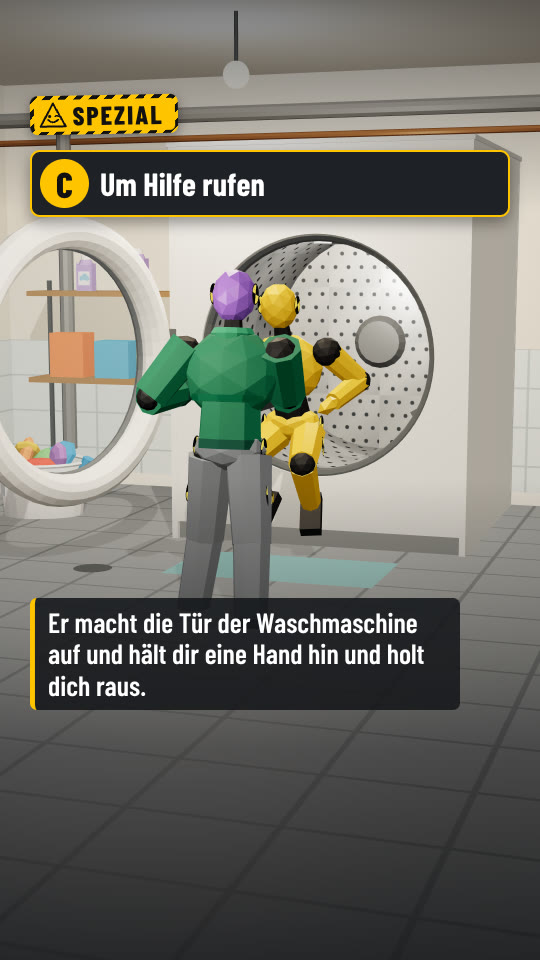 SPEZIAL
C Um Hilfe rufen
Er macht die Tür der Waschmaschine
auf und hält dir eine Hand hin und holt
dich raus.